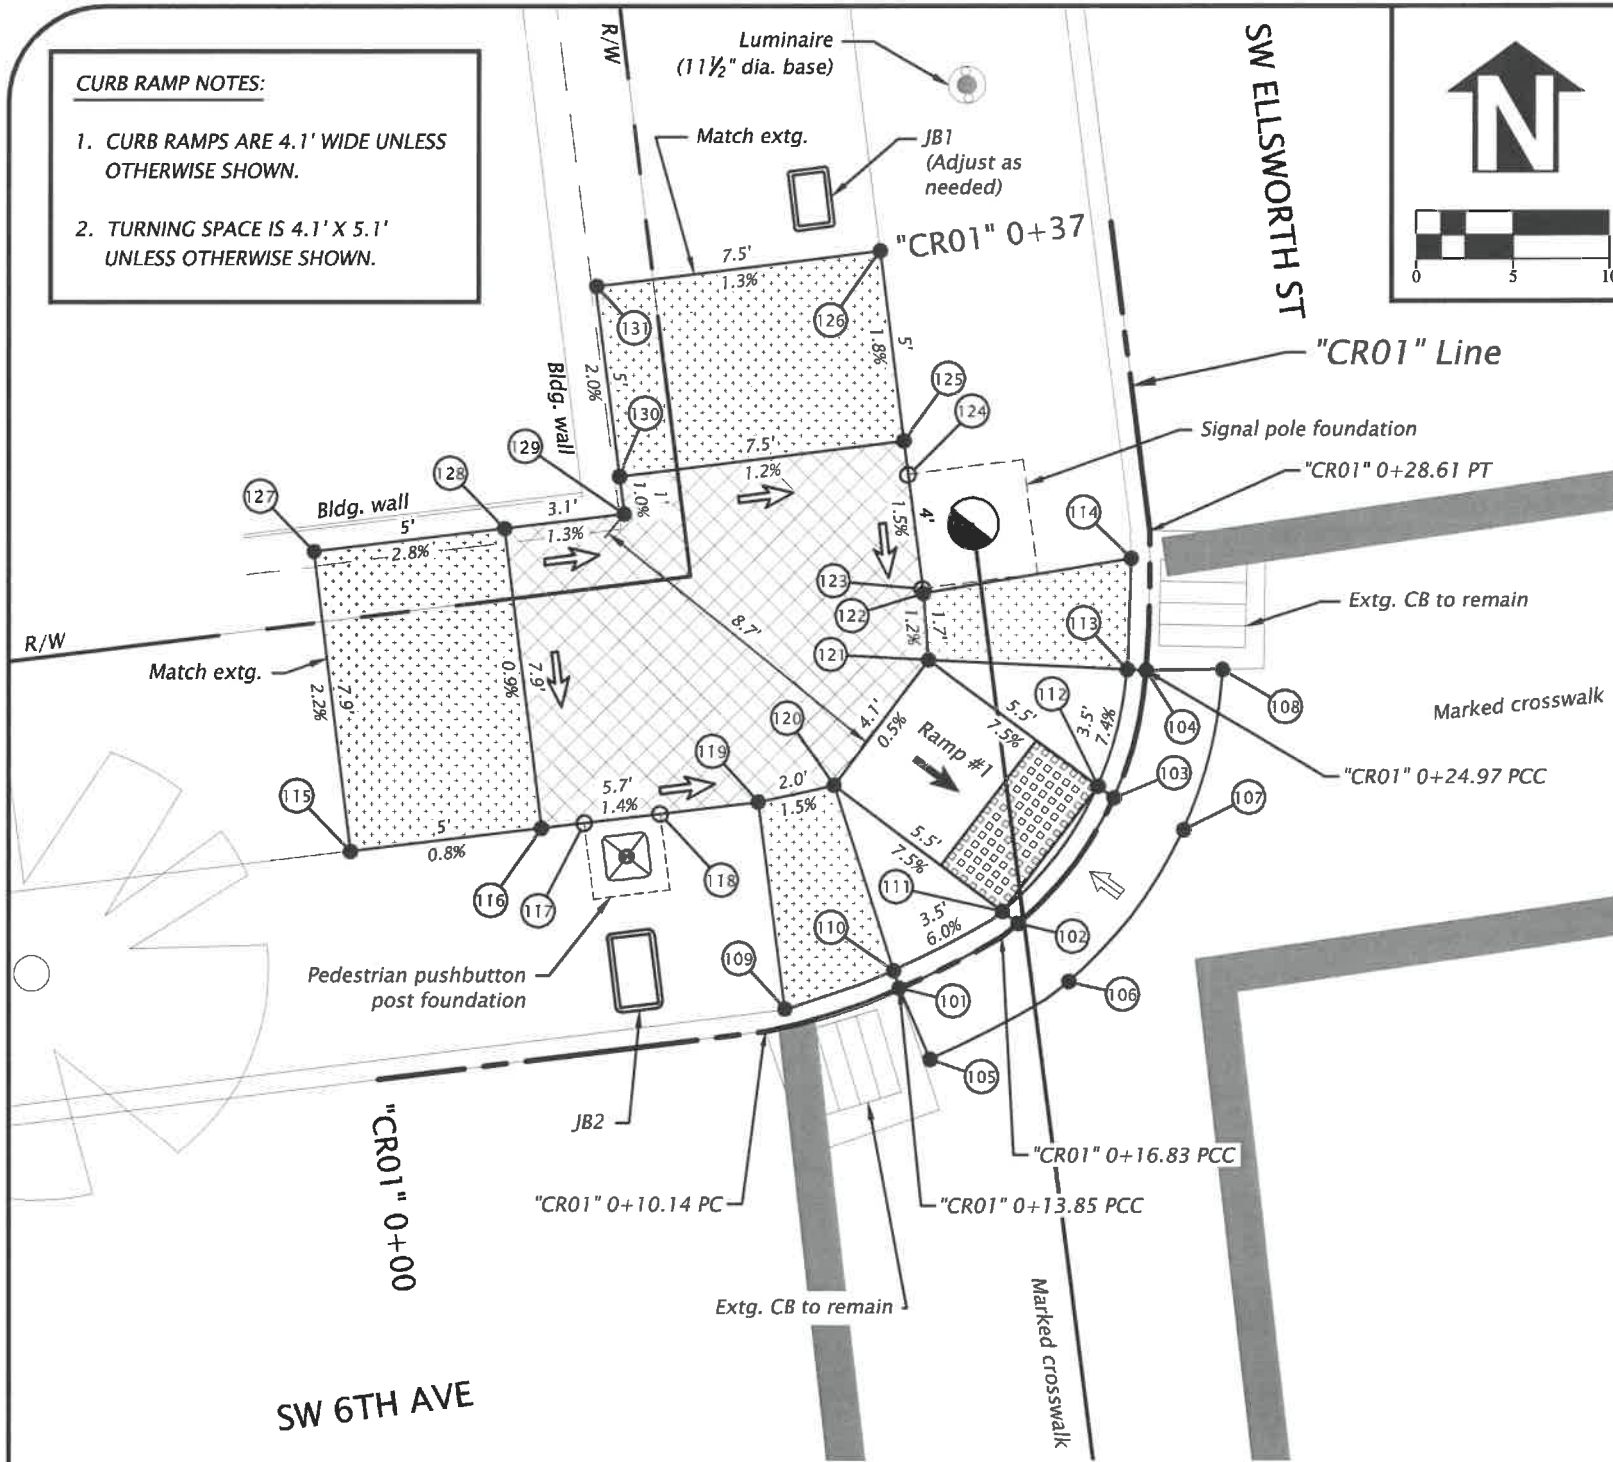 CURB RAMP NOTES:
1. CURB RAMPS ARE 4.1' WIDE UNLESS
OTHERWISE SHOWN.
2. TURNING SPACE IS 4.1' X 5.1'
UNLESS OTHERWISE SHOWN.
R/W
Luminaire
(11½" dia. base)
Match extg.
JB1
(Adjust as
needed)
SW ELLSWORTH ST
N
0 5 10
"CR01" 0+37
7.5'
1.3%
131
126
"CR01" Line
5'
1.8%
5'
2.0%
Bldg. wall
125
124
130
129
Signal pole foundation
7.5'
1.2%
"CR01" 0+28.61 PT
128
127
Bldg. wall
5'
2.8%
3.1'
1.3%
1'
1.0%
4'
1.5%
114
123
122
Extg. CB to remain
R/W
Match extg.
8.7'
1.7'
1.2%
113
121
7.9'
2.2%
7.9'
0.9%
112
3.5'
7.4%
104
108
Marked crosswalk
120
4.1'
0.5%
5.5'
7.5%
Ramp #1
119
103
"CR01" 0+24.97 PCC
107
115
5.7'
1.4%
2.0'
1.5%
5
0.8%
5.5'
7.5%
116
117
118
111
3.5'
6.0%
110
102
109
Pedestrian pushbutton
post foundation
101
106
105
JB2
"CR01" 0+00
"CR01" 0+16.83 PCC
"CR01" 0+10.14 PC
"CR01" 0+13.85 PCC
Extg. CB to remain
Marked crosswalk
SW 6TH AVE